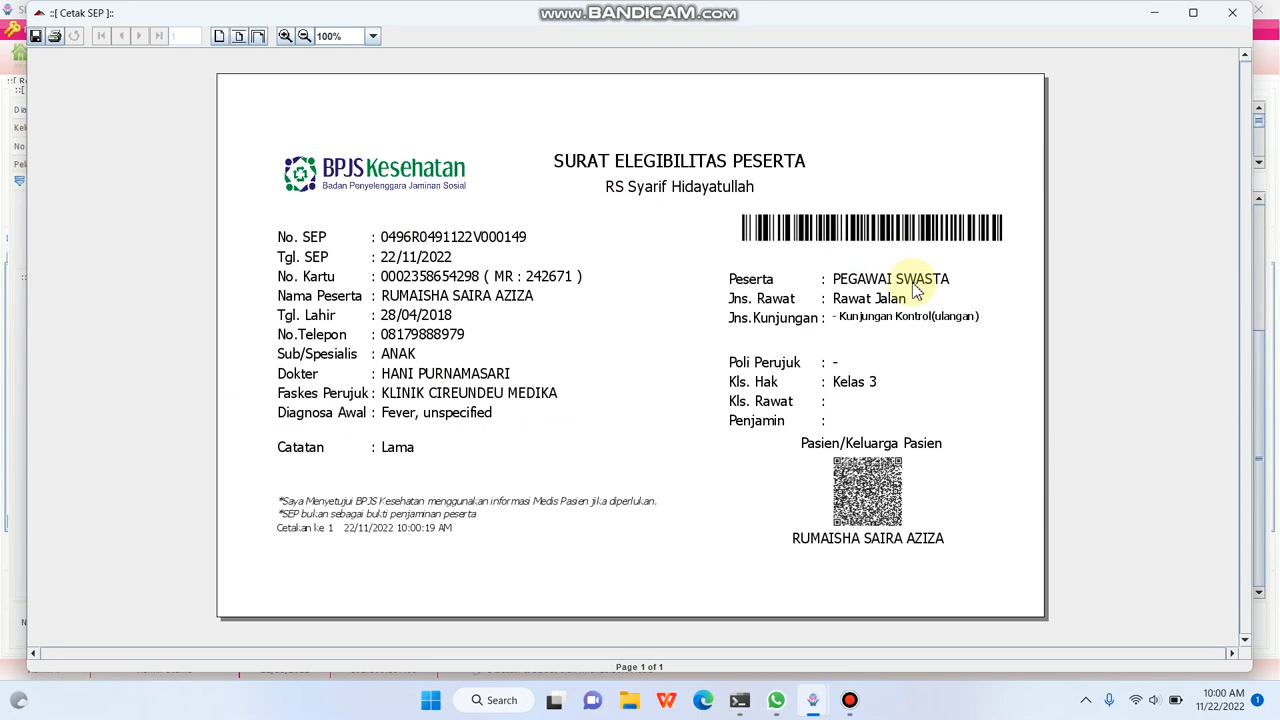 ::[ Cetak SEP ]::
www.BANDICAM.com
1
100%
BPJS Kesehatan
Badan Penyelenggara Jaminan Sosial
SURAT ELEGIBILITAS PESERTA
RS Syarif Hidayatullah
No. SEP : 0496R0491122V000149
Tgl. SEP : 22/11/2022
No. Kartu : 0002358654298 ( MR : 242671 )
Nama Peserta : RUMAISHA SAIRA AZIZA
Tgl. Lahir : 28/04/2018
No.Telepon : 08179888979
Sub/Spesialis : ANAK
Dokter : HANI PURNAMASARI
Faskes Perujuk : KLINIK CIREUNDEU MEDIKA
Diagnosa Awal : Fever, unspecified
Catatan : Lama
*Saya Menyetujui BPJS Kesehatan menggunakan informasi Medis Pasien jika diperlukan.
*SEP bukan sebagai bukti penjaminan peserta
Cetakan ke 1 22/11/2022 10:00:19 AM
Peserta : PEGAWAI SWASTA
Jns. Rawat : Rawat Jalan
Jns.Kunjungan : - Kunjungan Kontrol(ulangan )
Poli Perujuk : -
Kls. Hak : Kelas 3
Kls. Rawat :
Penjamin :
Pasien/Keluarga Pasien
RUMAISHA SAIRA AZIZA
Page 1 of 1
Search
10:00 AM
11/22/2022
1